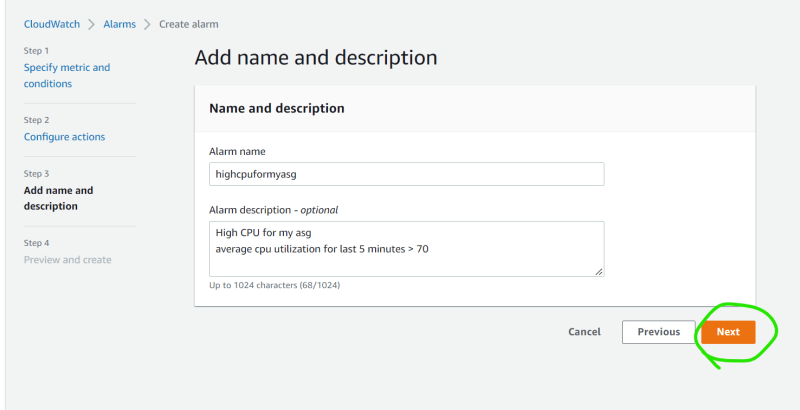 CloudWatch > Alarms > Create alarm
Step 1
Specify metric and
conditions
Step 2
Configure actions
Step 3
Add name and
description
Step 4
Preview and create
Add name and description
Name and description
Alarm name
highcpuformyasg
Alarm description - optional
High CPU for my asg
average cpu utilization for last 5 minutes > 70
Up to 1024 characters (68/1024)
Cancel
Previous
Next